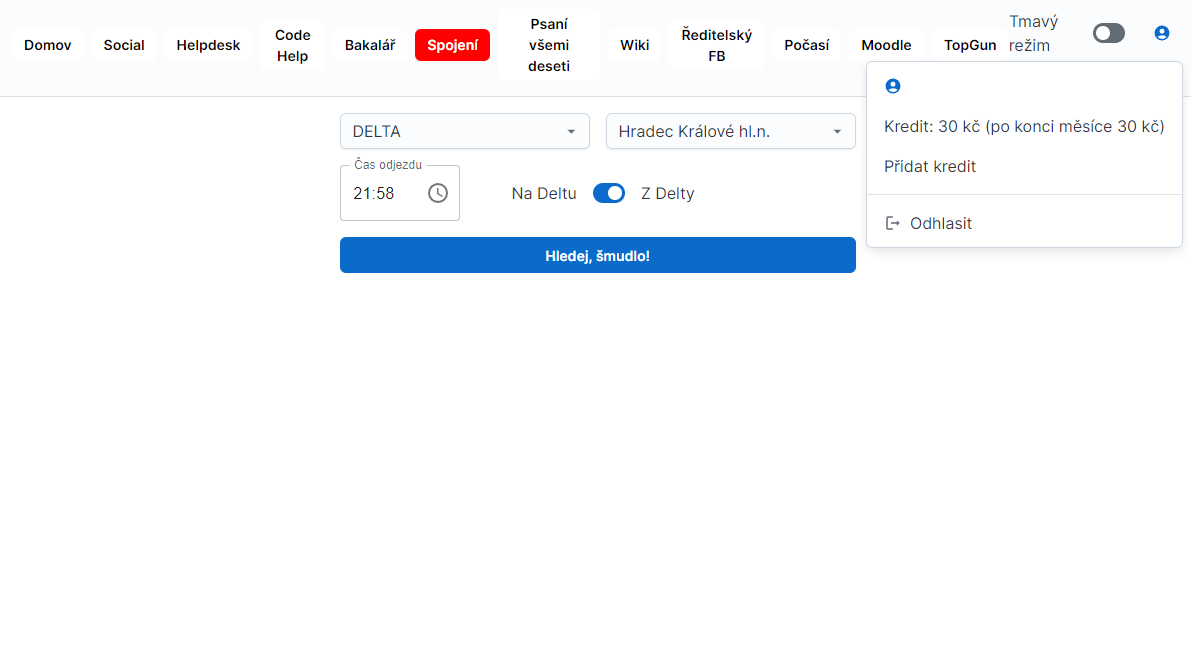 Domov
Social
Helpdesk
Code
Help
Bakalář
Spojení
Psaní
všemi
deseti
Wiki
Ředitelský
FB
Počasí
Moodle
TopGun
Tmavý
režim
Kredit: 30 kč (po konci měsíce 30 kč)
Přidat kredit
Odhlasit
DELTA
Hradec Králové hl.n.
Čas odjezdu
21:58
Na Deltu
Z Delty
Hledej, šmudlo!